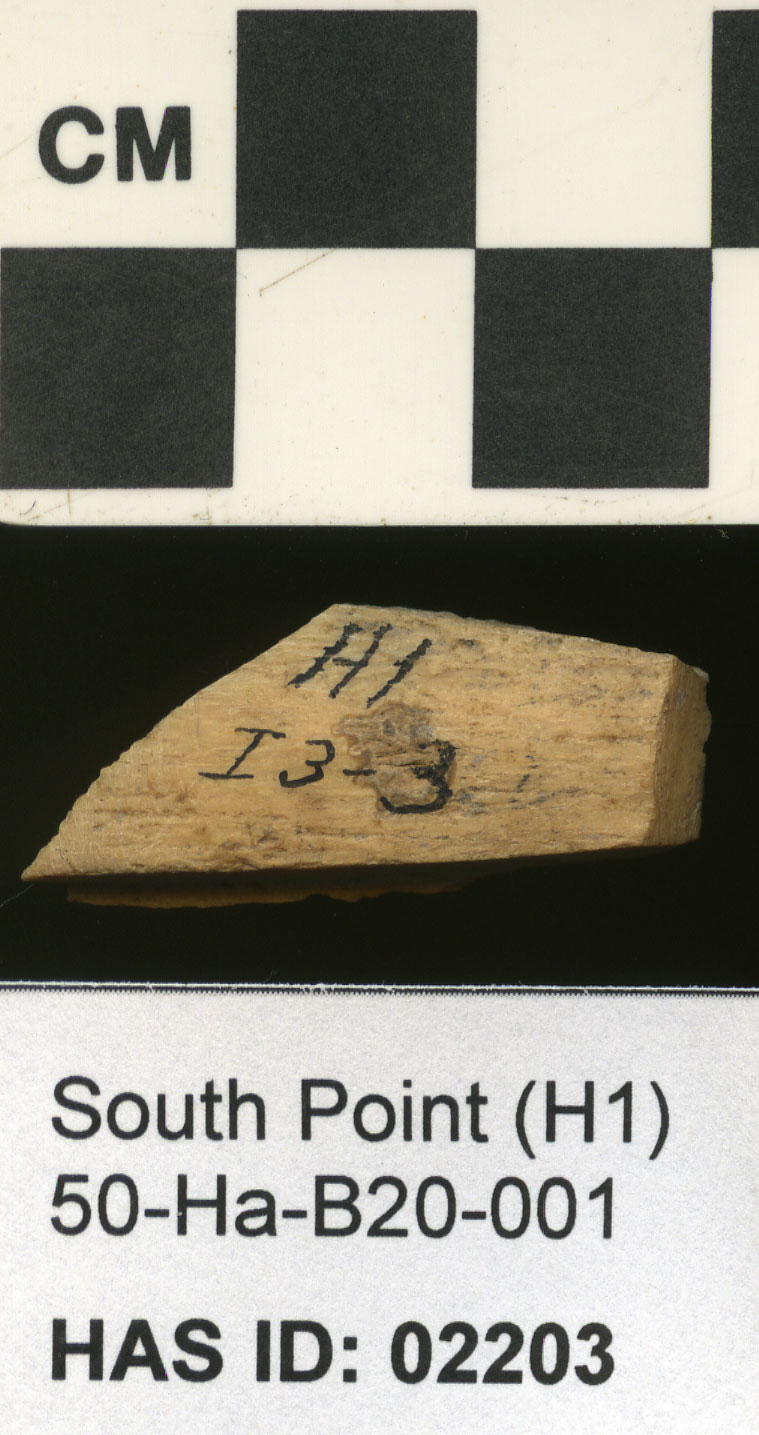 CM
H1
I3-3
South Point (H1)
50-Ha-B20-001
HAS ID: 02203